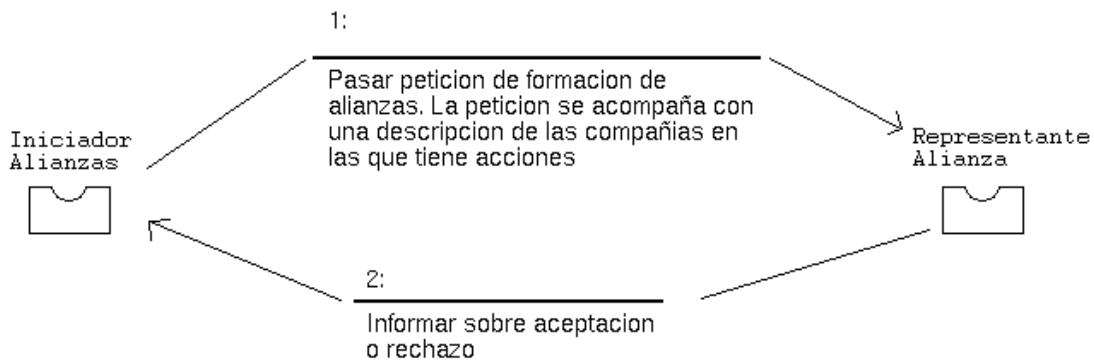 1:
Pasar peticion de formacion de
alianzas. La peticion se acompaña con
una descripcion de las compañias en
las que tiene acciones
Iniciador
Alianzas
Representante
Alianza
2:
Informar sobre aceptacion
o rechazo